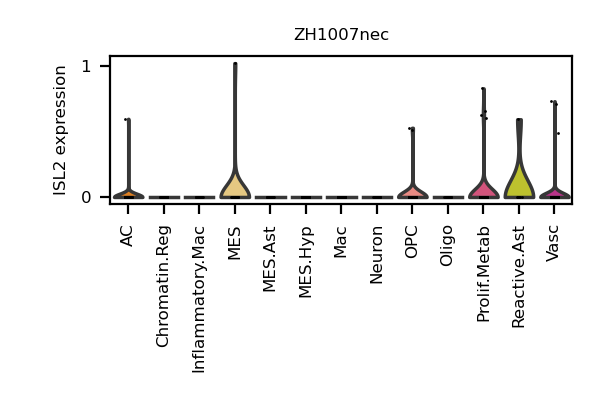 ZH1007nec
ISL2 expression
1
0
AC
Chromatin.Reg
Inflammatory.Mac
MES
MES.Ast
MES.Hyp
Mac
Neuron
OPC
Oligo
Prolif.Metab
Reactive.Ast
Vasc